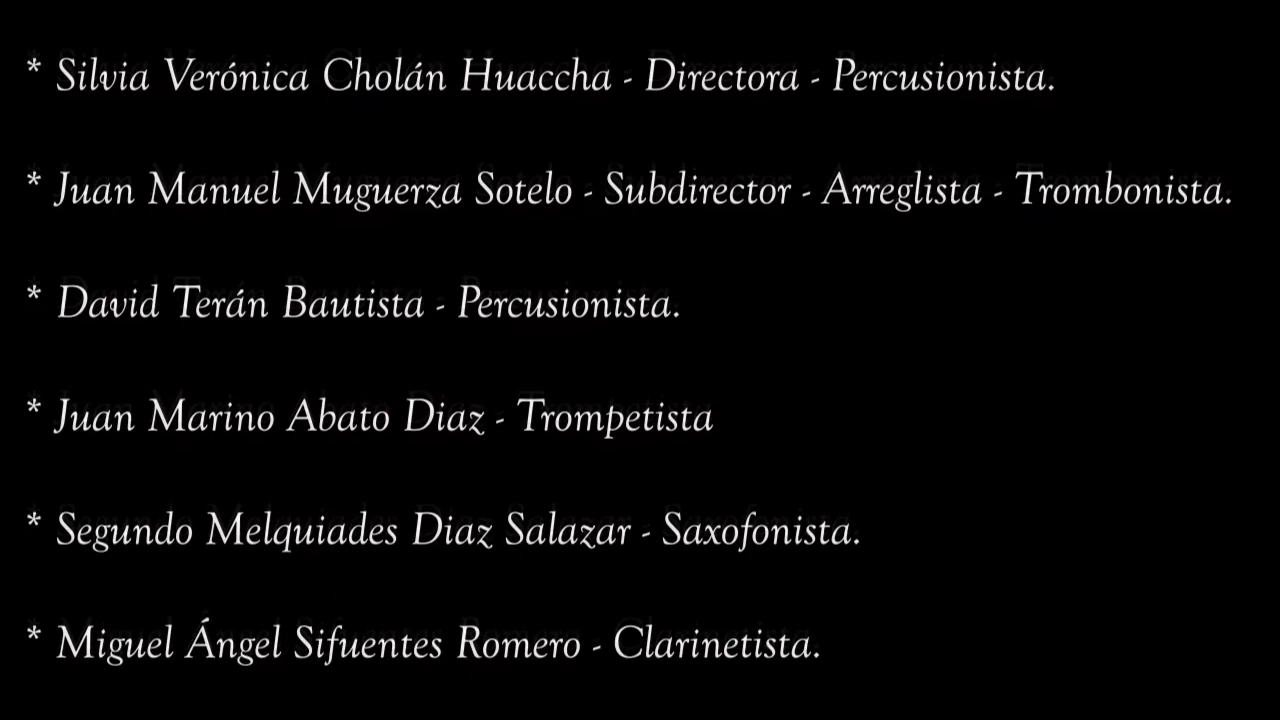 * Silvia Verónica Cholán Huaccha - Directora - Percusionista.
* Juan Manuel Muguerza Sotelo - Subdirector - Arreglista - Trombonista.
* David Terán Bautista - Percusionista.
* Juan Marino Abato Diaz - Trompetista
* Segundo Melquiades Diaz Salazar - Saxofonista.
* Miguel Ángel Sifuentes Romero - Clarinetista.